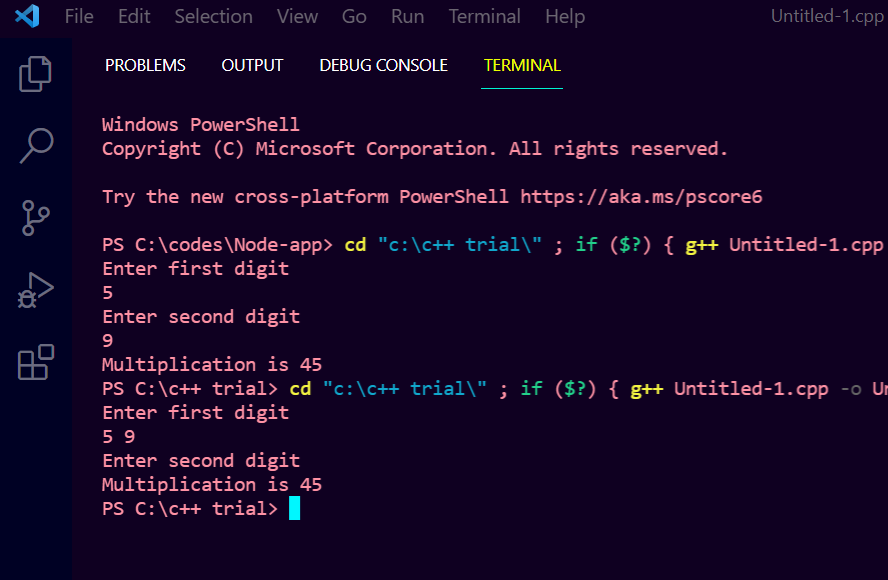 File Edit Selection View Go Run Terminal Help Untitled-1.cpp
PROBLEMS OUTPUT DEBUG CONSOLE TERMINAL
Windows PowerShell
Copyright (C) Microsoft Corporation. All rights reserved.
Try the new cross-platform PowerShell https://aka.ms/pscore6
PS C:\codes\Node-app> cd "c:\c++ trial\" ; if ($?) { g++ Untitled-1.cpp
Enter first digit
5
Enter second digit
9
Multiplication is 45
PS C:\c++ trial> cd "c:\c++ trial\" ; if ($?) { g++ Untitled-1.cpp -o Un
Enter first digit
5 9
Enter second digit
Multiplication is 45
PS C:\c++ trial>